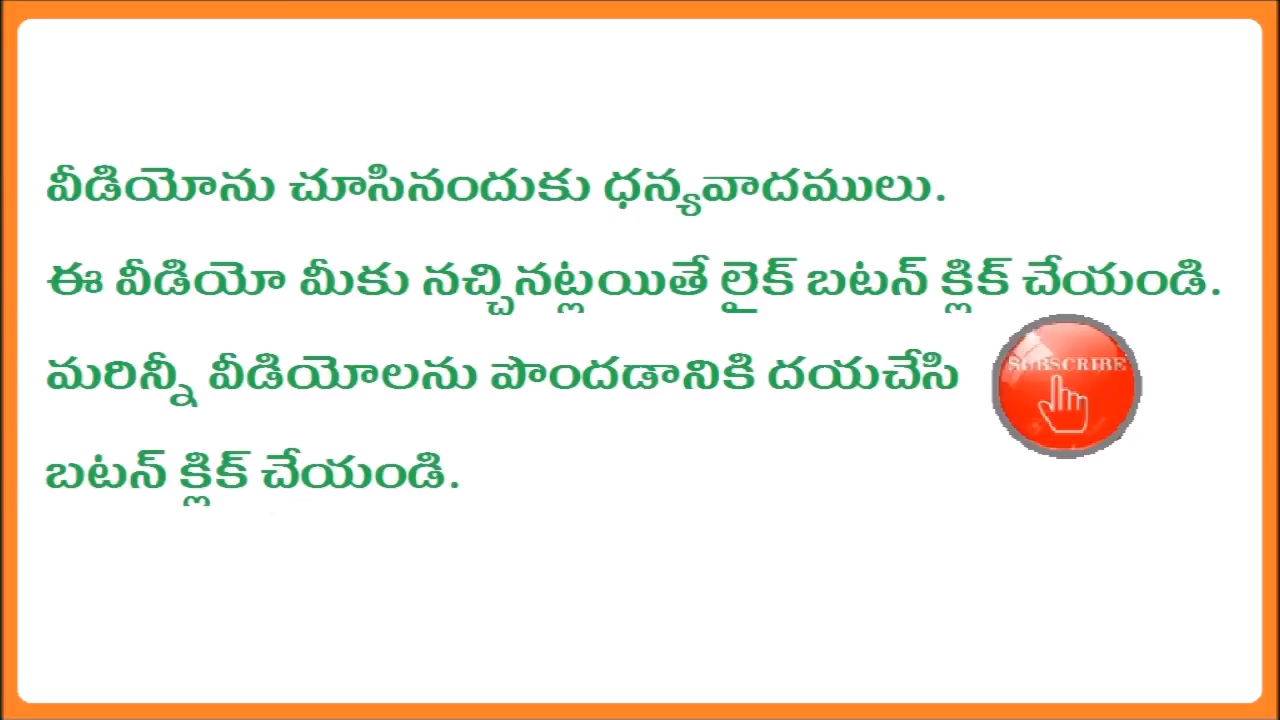 వీడియోను చూసినందుకు ధన్యవాదములు.
ఈ వీడియో మీకు నచ్చినట్లయితే లైక్ బటన్ క్లిక్ చేయండి.
మరిన్నీ వీడియోలను పొందడానికి దయచేసి SUBSCRIBE
బటన్ క్లిక్ చేయండి.